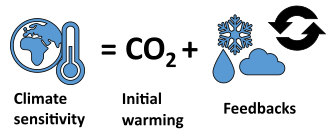 = CO₂ +
Climate sensitivity
Initial warming
Feedbacks